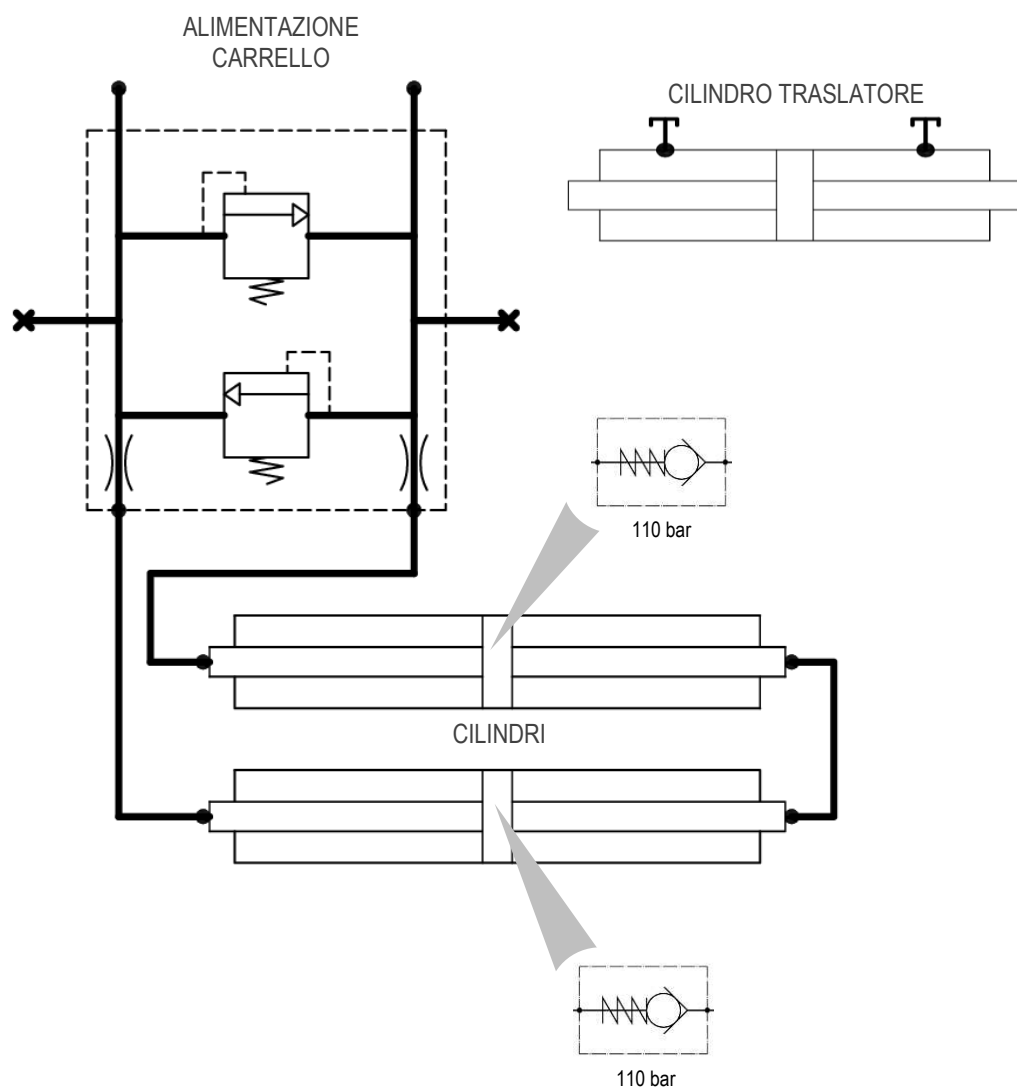 ALIMENTAZIONE
CARRELLO
CILINDRO TRASLATORE
110 bar
CILINDRI
110 bar